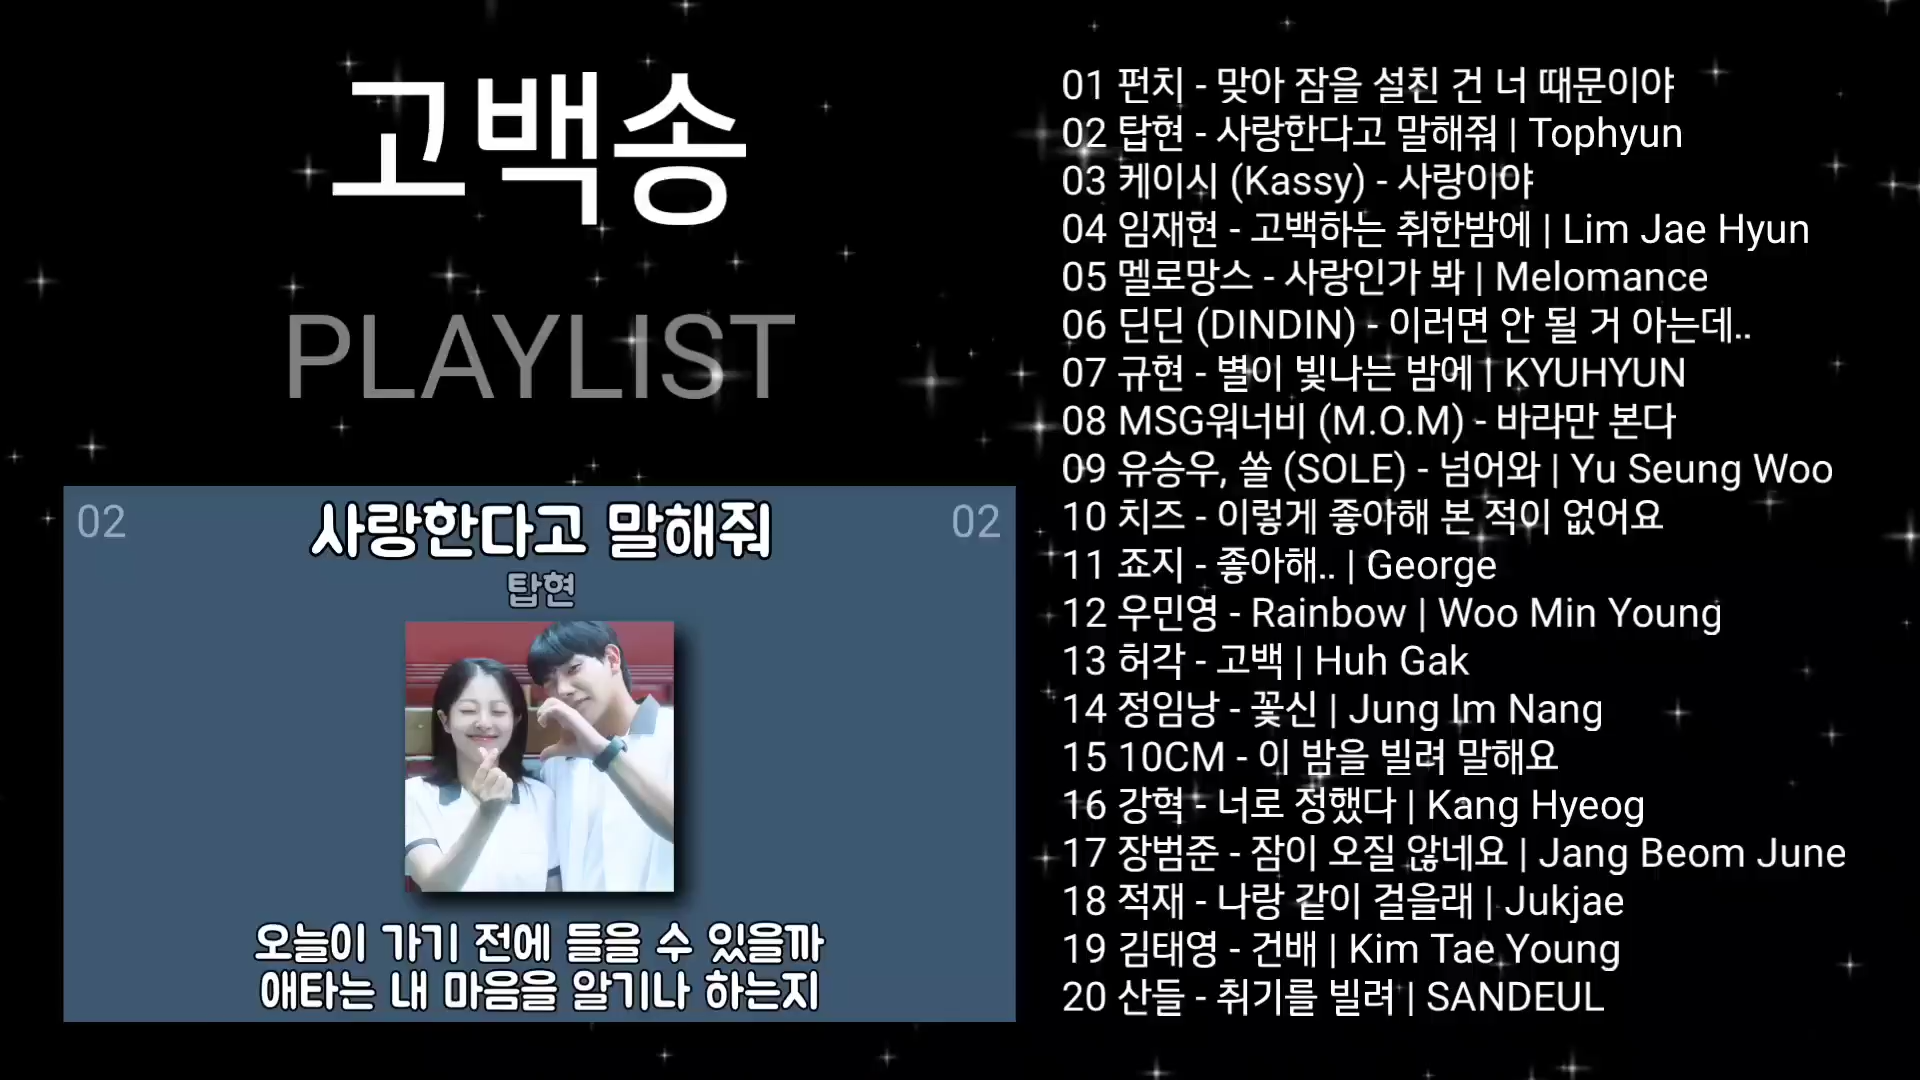 고백송
PLAYLIST
02
02
사랑한다고 말해줘
탑현
오늘이 가기 전에 들을 수 있을까
애타는 내 마음을 알기나 하는지
01 펀치 - 맞아 잠을 설친 건 너 때문이야
02 탑현 - 사랑한다고 말해줘 | Tophyun
03 케이시 (Kassy) - 사랑이야
04 임재현 - 고백하는 취한밤에 | Lim Jae Hyun
05 멜로망스 - 사랑인가 봐 | Melomance
06 딘딘 (DINDIN) - 이러면 안 될 거 아는데..
07 규현 - 별이 빛나는 밤에 | KYUHYUN
08 MSG워너비 (M.O.M) - 바라만 본다
09 유승우, 쏠 (SOLE) - 넘어와 | Yu Seung Woo
10 치즈 - 이렇게 좋아해 본 적이 없어요
11 죠지 - 좋아해.. | George
12 우민영 - Rainbow | Woo Min Young
13 허각 - 고백 | Huh Gak
14 정임낭 - 꽃신 | Jung Im Nang
15 10CM - 이 밤을 빌려 말해요
16 강혁 - 너로 정했다 | Kang Hyeog
17 장범준 - 잠이 오질 않네요 | Jang Beom June
18 적재 - 나랑 같이 걸을래 | Jukjae
19 김태영 - 건배 | Kim Tae Young
20 산들 - 취기를 빌려 | SANDEUL